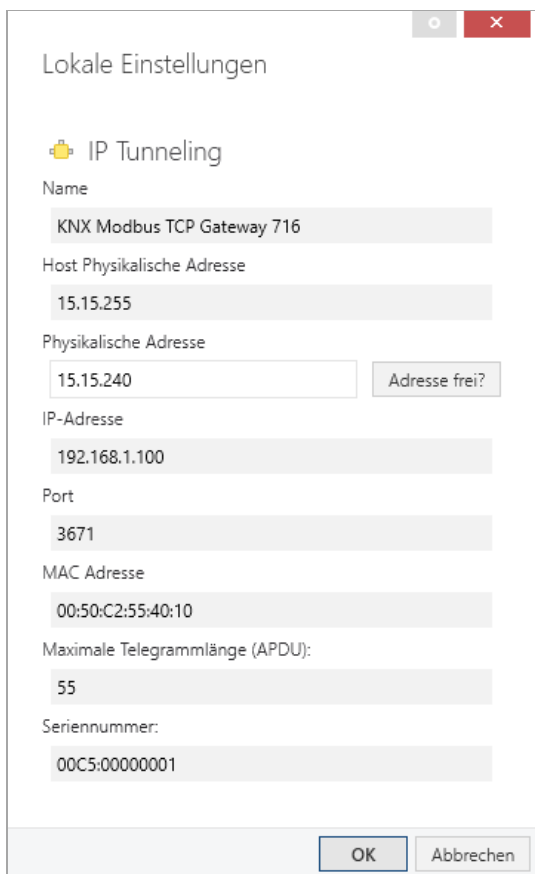 Lokale Einstellungen
IP Tunneling
Name
KNX Modbus TCP Gateway 716
Host Physikalische Adresse
15.15.255
Physikalische Adresse
15.15.240
Adresse frei?
IP-Adresse
192.168.1.100
Port
3671
MAC Adresse
00:50:C2:55:40:10
Maximale Telegrammlänge (APDU):
55
Seriennummer:
00C5:00000001
OK
Abbrechen